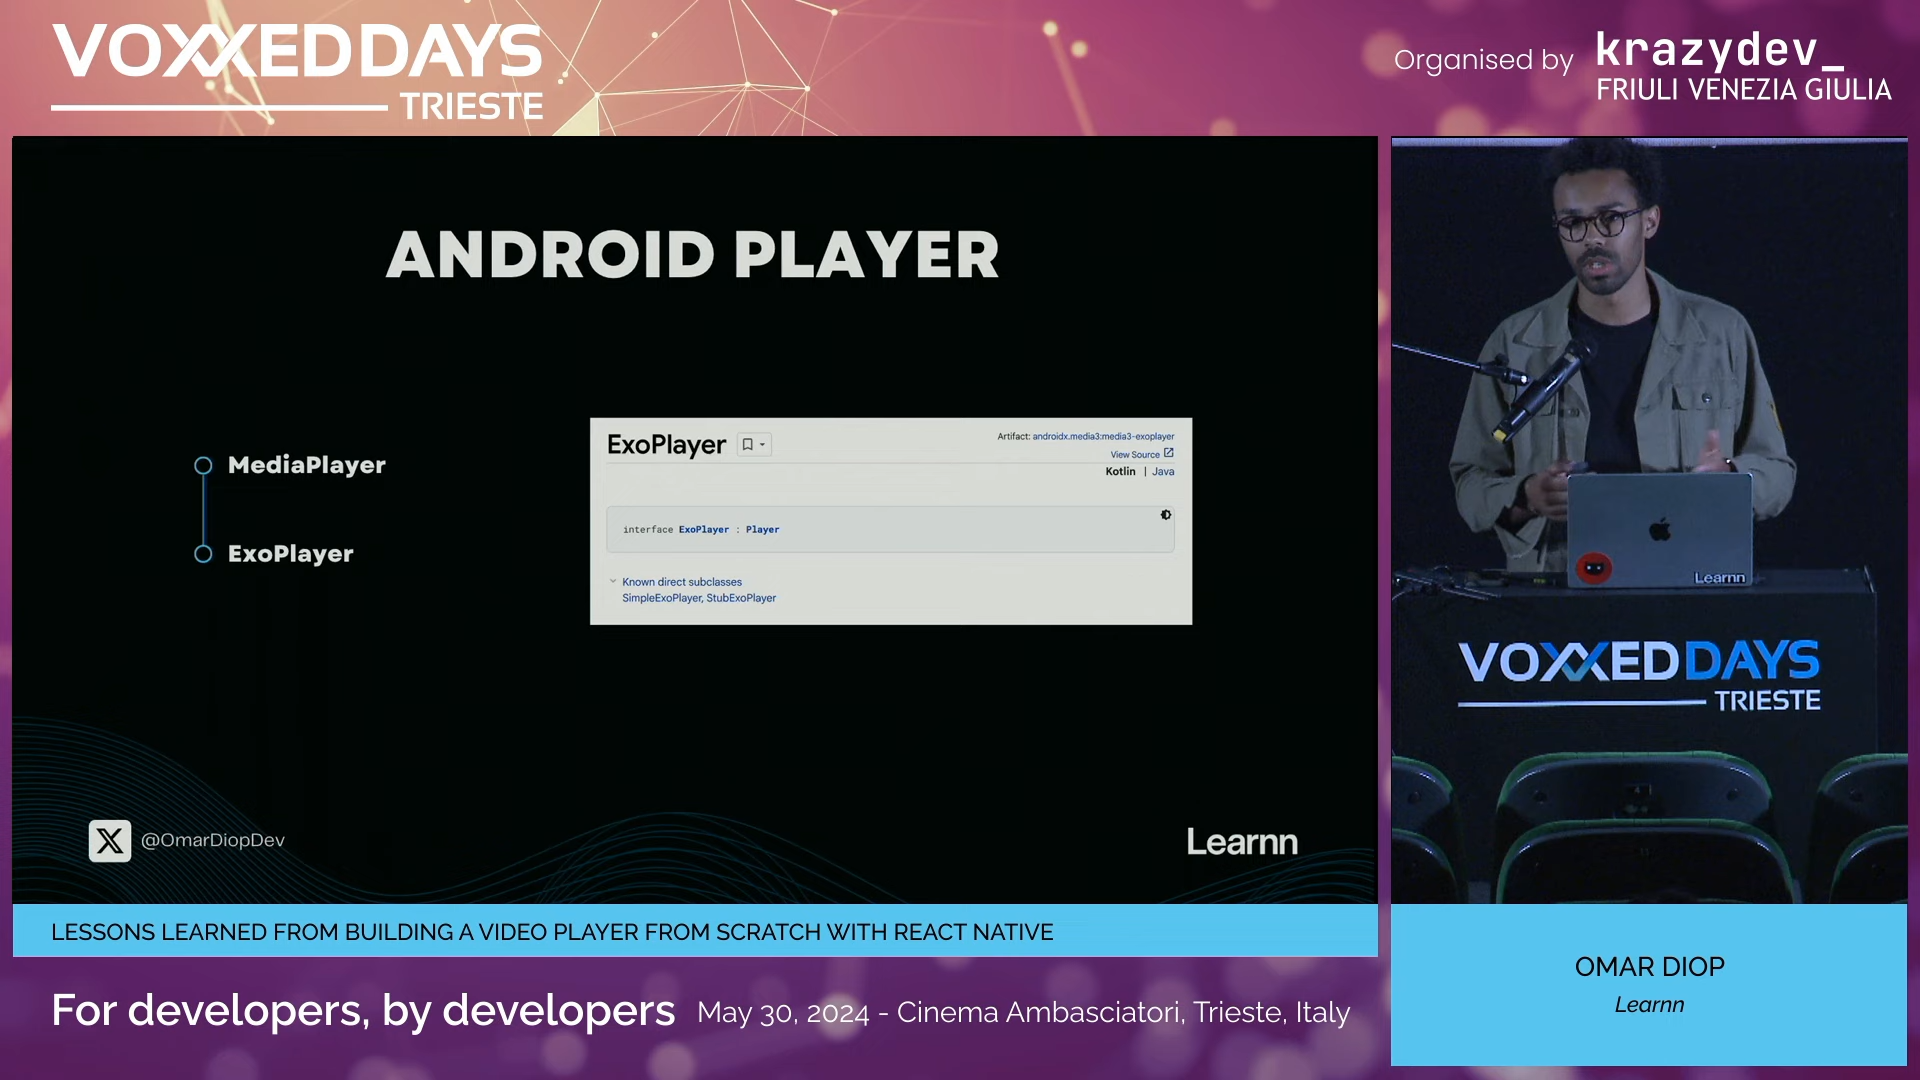 VOXXEDDAYS
TRIESTE
Organised by
krazydev_
FRIULI VENEZIA GIULIA
ANDROID PLAYER
MediaPlayer
ExoPlayer
ExoPlayer
Artifact: androidx.media3:media3-exoplayer
View Source
Kotlin | Java
interface ExoPlayer : Player
Known direct subclasses
SimpleExoPlayer, StubExoPlayer
@OmarDiopDev
Learnn
Learnn
VOXXEDDAYS
TRIESTE
LESSONS LEARNED FROM BUILDING A VIDEO PLAYER FROM SCRATCH WITH REACT NATIVE
OMAR DIOP
Learnn
For developers, by developers
May 30, 2024 - Cinema Ambasciatori, Trieste, Italy